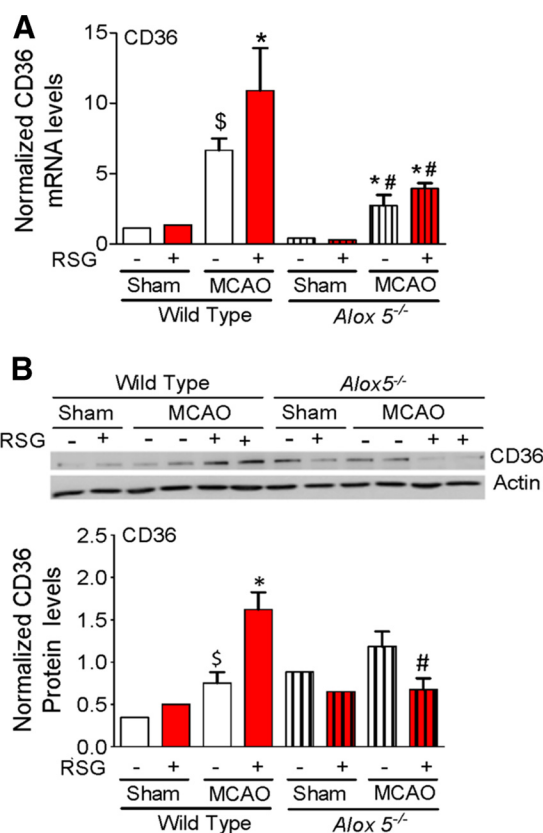 A
CD36
Normalized CD36
mRNA levels
15
10
5
0
$
*
*#
*#
RSG - + - + - + - +
Sham MCAO Sham MCAO
Wild Type Alox 5-/-
B
Wild Type Alox5-/-
Sham MCAO Sham MCAO
RSG - + - - + + - + - - + +
CD36
Actin
CD36
Normalized CD36
Protein levels
2.5
2.0
1.5
1.0
0.5
0.0
$
*
#
RSG - + - + - + - +
Sham MCAO Sham MCAO
Wild Type Alox 5-/-